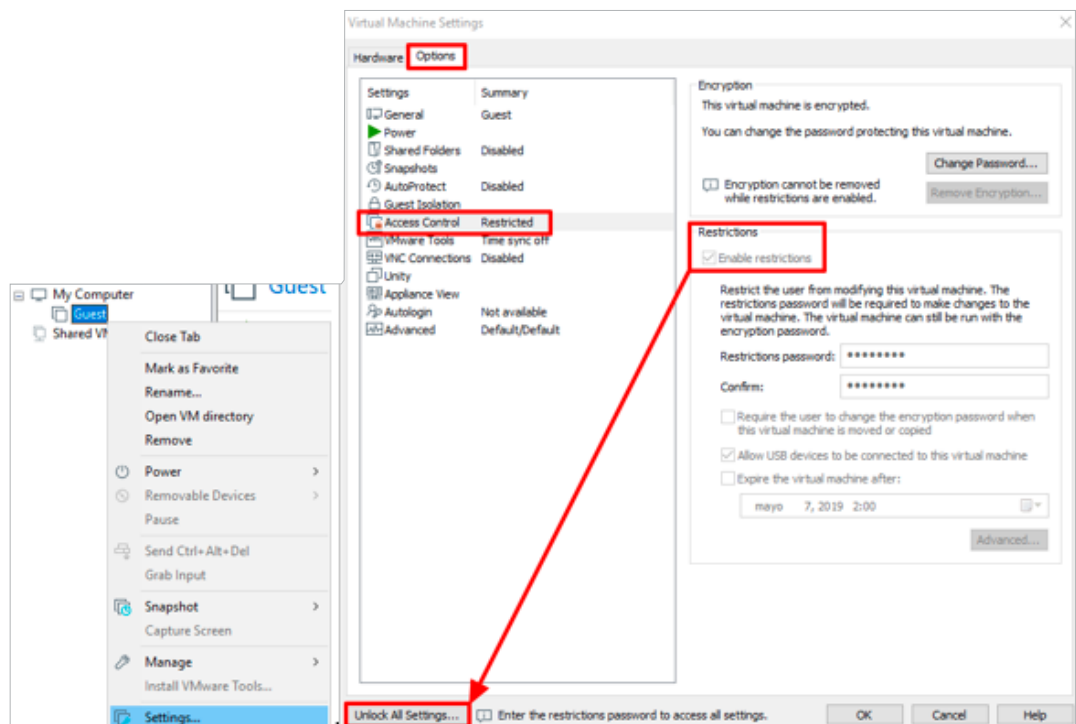 Virtual Machine Settings
Hardware Options
Settings Summary
General Guest
Power
Shared Folders Disabled
Snapshots
AutoProtect Disabled
Guest Isolation
Access Control Restricted
VMware Tools Time sync off
VNC Connections Disabled
Unity
Appliance View
Autologin Not available
Advanced Default/Default
Encryption
This virtual machine is encrypted.
You can change the password protecting this virtual machine.
Change Password...
Encryption cannot be removed
while restrictions are enabled.
Remove Encryption...
Restrictions
Enable restrictions
Restrict the user from modifying this virtual machine. The
restrictions password will be required to make changes to the
virtual machine. The virtual machine can still be run with the
encryption password.
Restrictions password: ••••••••
Confirm: ••••••••
Require the user to change the encryption password when
this virtual machine is moved or copied
Allow USB devices to be connected to this virtual machine
Expire the virtual machine after:
mayo 7, 2019 2:00
Advanced...
Unlock All Settings... Enter the restrictions password to access all settings.
OK Cancel Help
My Computer
Guest
Shared
Guest
Close Tab
Mark as Favorite
Rename...
Open VM directory
Remove
Power
Removable Devices
Pause
Send Ctrl+Alt+Del
Grab Input
Snapshot
Capture Screen
Manage
Install VMware Tools...
Settings...